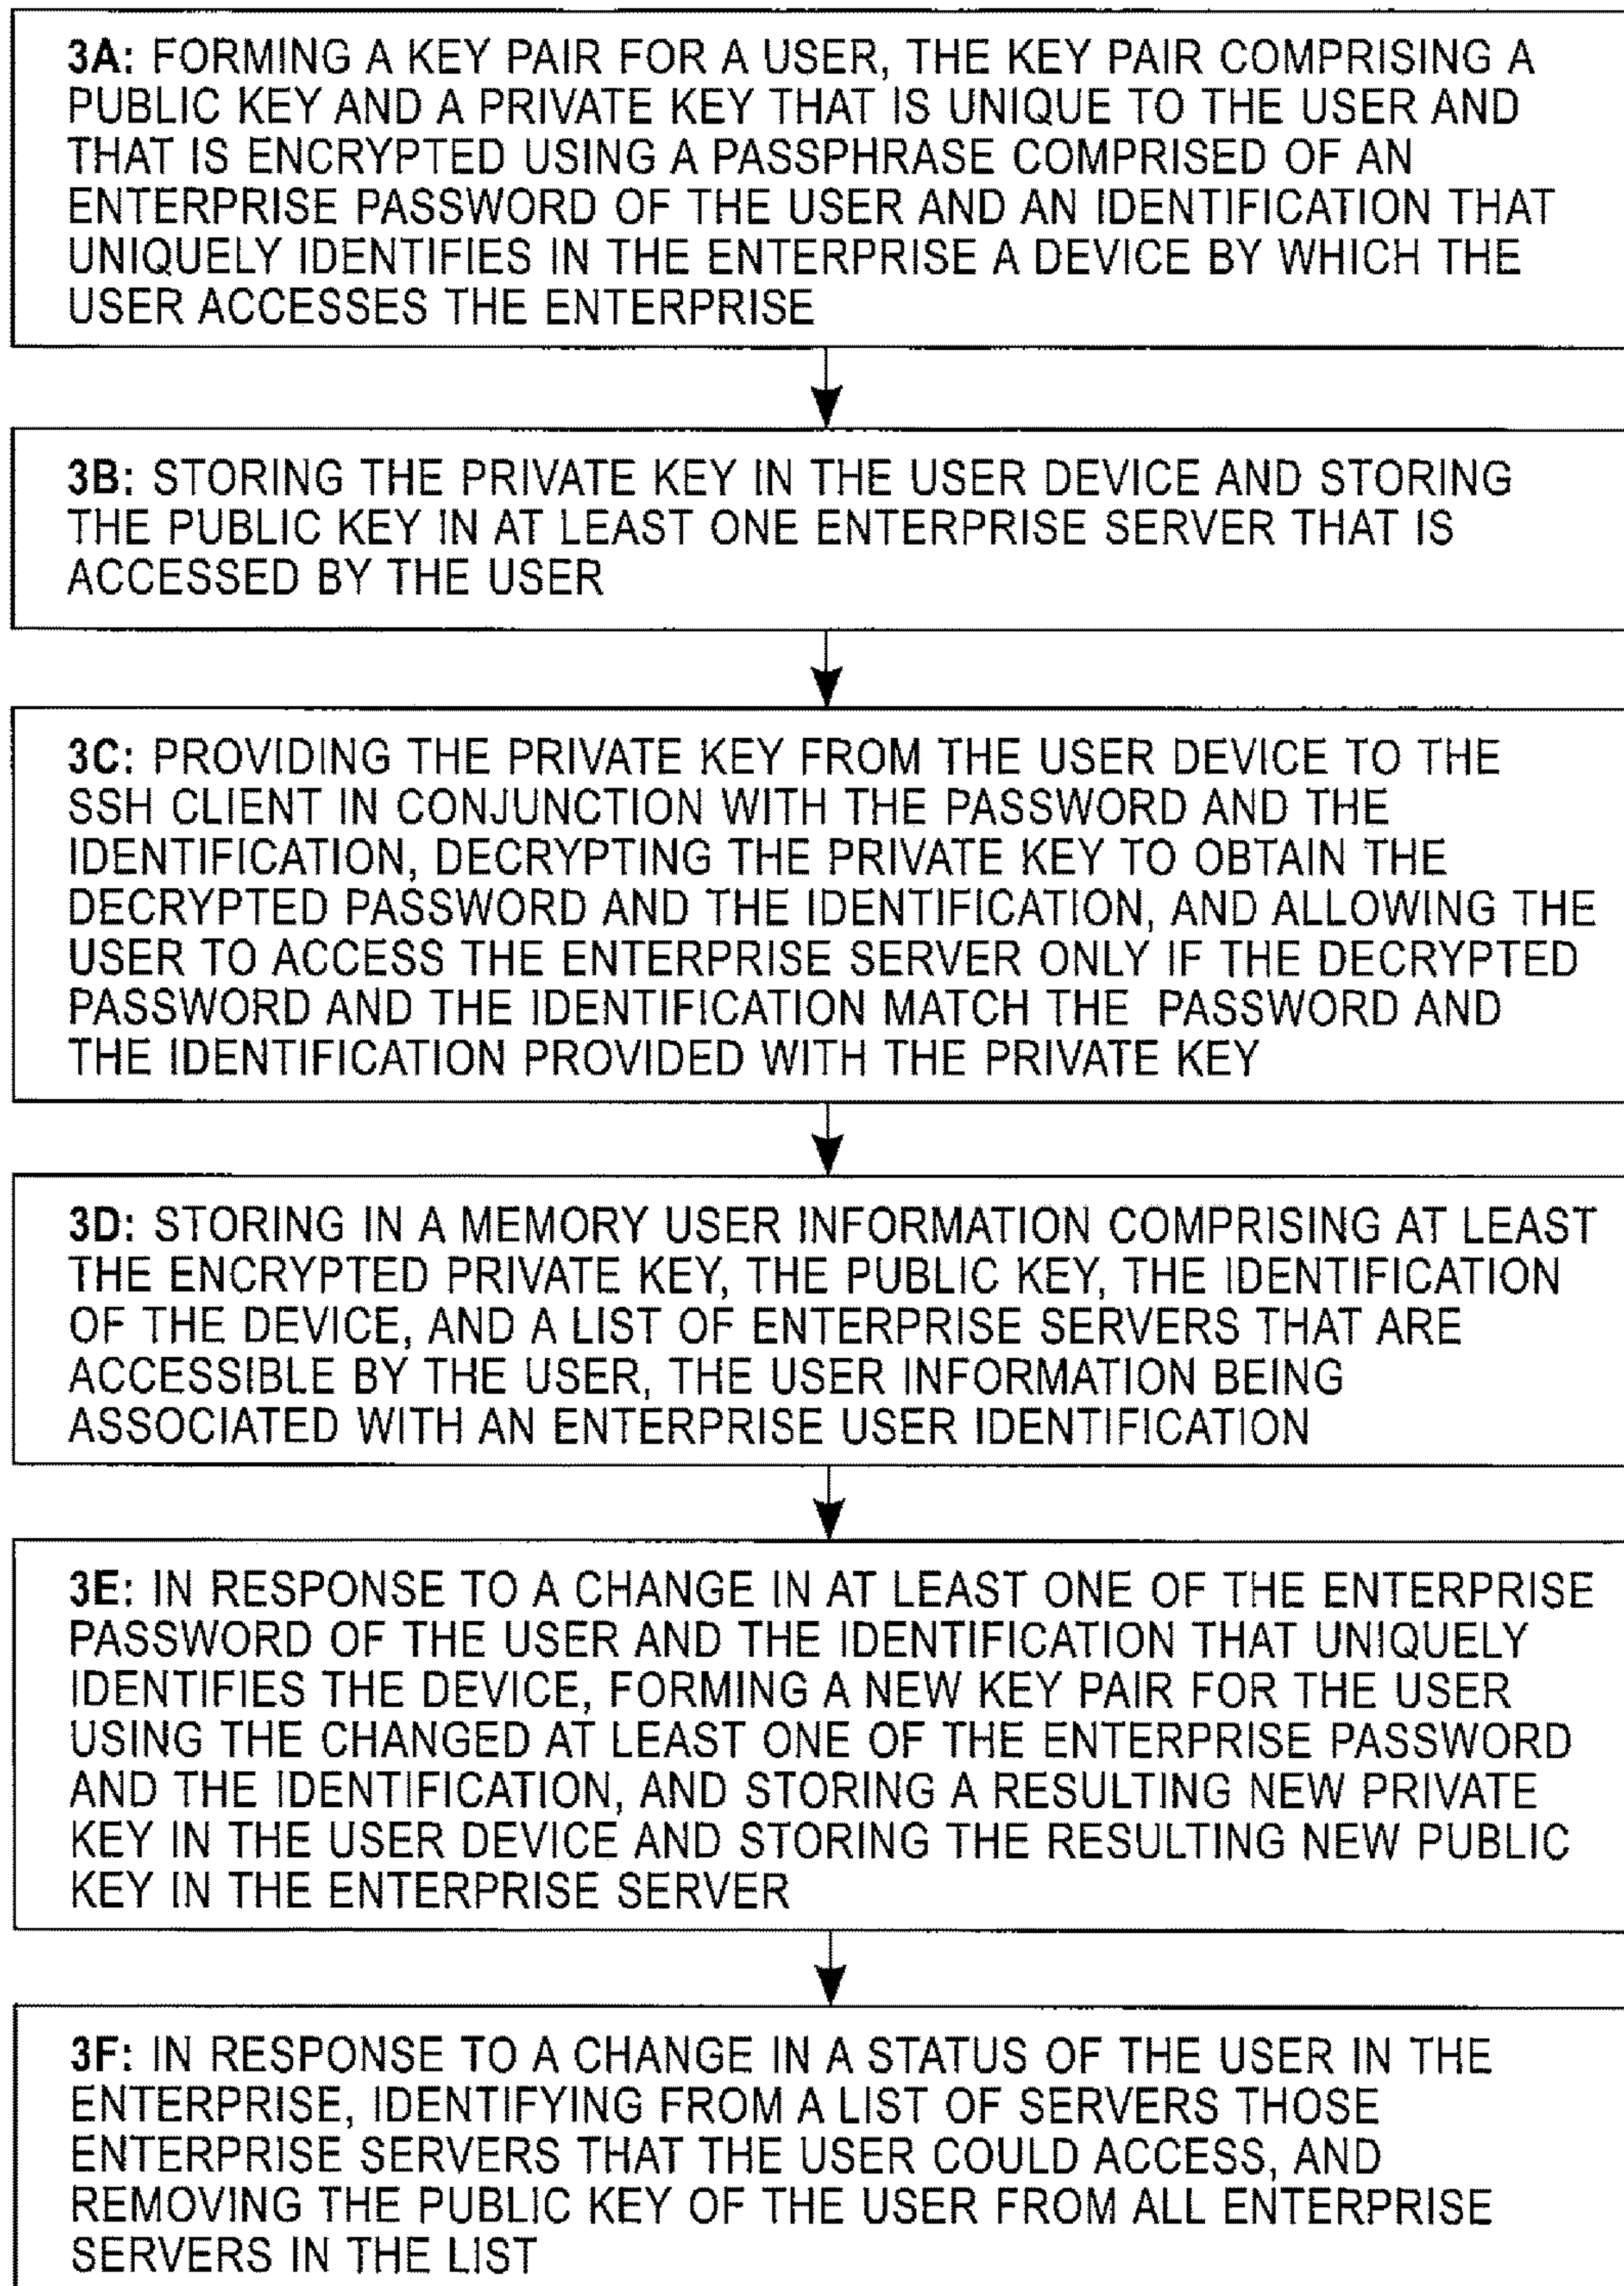 3A: FORMING A KEY PAIR FOR A USER, THE KEY PAIR COMPRISING A
PUBLIC KEY AND A PRIVATE KEY THAT IS UNIQUE TO THE USER AND
THAT IS ENCRYPTED USING A PASSPHRASE COMPRISED OF AN
ENTERPRISE PASSWORD OF THE USER AND AN IDENTIFICATION THAT
UNIQUELY IDENTIFIES IN THE ENTERPRISE A DEVICE BY WHICH THE
USER ACCESSES THE ENTERPRISE
3B: STORING THE PRIVATE KEY IN THE USER DEVICE AND STORING
THE PUBLIC KEY IN AT LEAST ONE ENTERPRISE SERVER THAT IS
ACCESSED BY THE USER
3C: PROVIDING THE PRIVATE KEY FROM THE USER DEVICE TO THE
SSH CLIENT IN CONJUNCTION WITH THE PASSWORD AND THE
IDENTIFICATION, DECRYPTING THE PRIVATE KEY TO OBTAIN THE
DECRYPTED PASSWORD AND THE IDENTIFICATION, AND ALLOWING THE
USER TO ACCESS THE ENTERPRISE SERVER ONLY IF THE DECRYPTED
PASSWORD AND THE IDENTIFICATION MATCH THE PASSWORD AND
THE IDENTIFICATION PROVIDED WITH THE PRIVATE KEY
3D: STORING IN A MEMORY USER INFORMATION COMPRISING AT LEAST
THE ENCRYPTED PRIVATE KEY, THE PUBLIC KEY, THE IDENTIFICATION
OF THE DEVICE, AND A LIST OF ENTERPRISE SERVERS THAT ARE
ACCESSIBLE BY THE USER, THE USER INFORMATION BEING
ASSOCIATED WITH AN ENTERPRISE USER IDENTIFICATION
3E: IN RESPONSE TO A CHANGE IN AT LEAST ONE OF THE ENTERPRISE
PASSWORD OF THE USER AND THE IDENTIFICATION THAT UNIQUELY
IDENTIFIES THE DEVICE, FORMING A NEW KEY PAIR FOR THE USER
USING THE CHANGED AT LEAST ONE OF THE ENTERPRISE PASSWORD
AND THE IDENTIFICATION, AND STORING A RESULTING NEW PRIVATE
KEY IN THE USER DEVICE AND STORING THE RESULTING NEW PUBLIC
KEY IN THE ENTERPRISE SERVER
3F: IN RESPONSE TO A CHANGE IN A STATUS OF THE USER IN THE
ENTERPRISE, IDENTIFYING FROM A LIST OF SERVERS THOSE
ENTERPRISE SERVERS THAT THE USER COULD ACCESS, AND
REMOVING THE PUBLIC KEY OF THE USER FROM ALL ENTERPRISE
SERVERS IN THE LIST